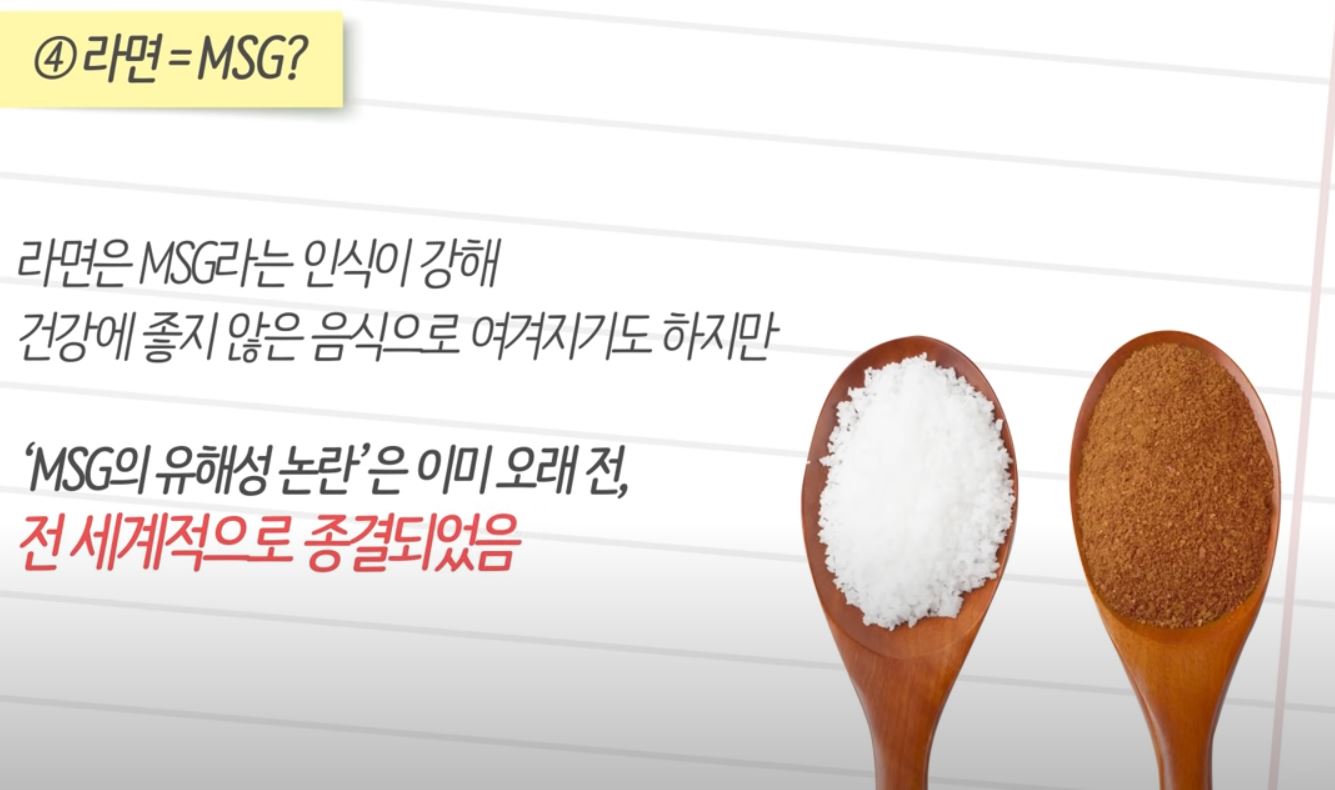 ④ 라면 = MSG?
라면은 MSG라는 인식이 강해
건강에 좋지 않은 음식으로 여겨지기도 하지만
‘MSG의 유해성 논란’은 이미 오래 전,
전 세계적으로 종결되었음